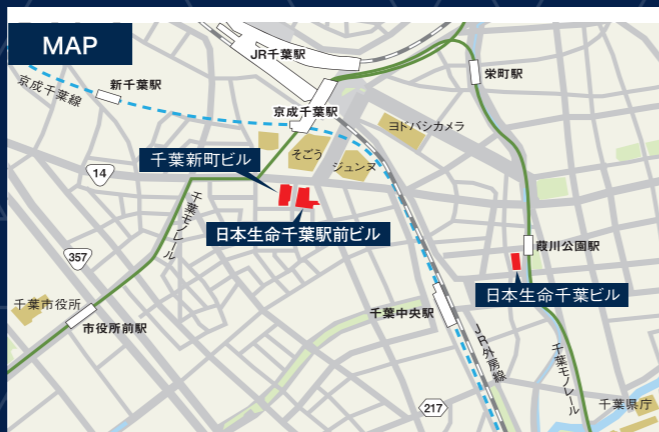 MAP
JR千葉駅
新千葉駅
京成千葉線
京成千葉駅
栄町駅
ヨドバシカメラ
千葉新町ビル
そごう
ジュンヌ
14
千葉モノレール
日本生命千葉駅前ビル
357
葭川公園駅
日本生命千葉ビル
千葉市役所
市役所前駅
千葉中央駅
JR外房線
千葉モノレール
217
千葉県庁